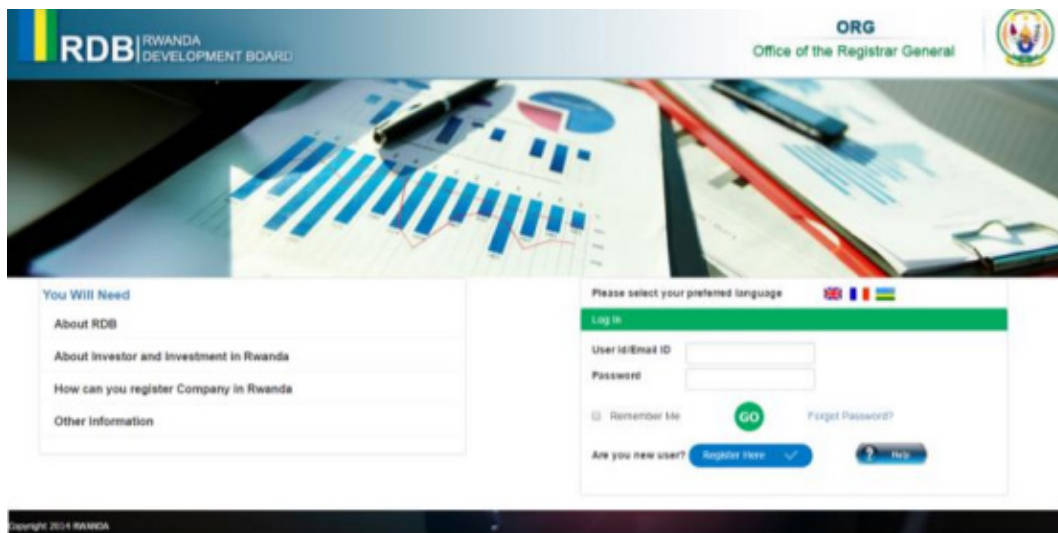 RDB RWANDA
DEVELOPMENT BOARD
ORG
Office of the Registrar General
You Will Need
About RDB
About Investor and Investment in Rwanda
How can you register Company in Rwanda
Other Information
Please select your preferred language
Log In
User Id/Email ID
Password
Remember Me
GO
Forgot Password?
Are you new user?
Register Here
? Help
Copyright 2014 RWANDA